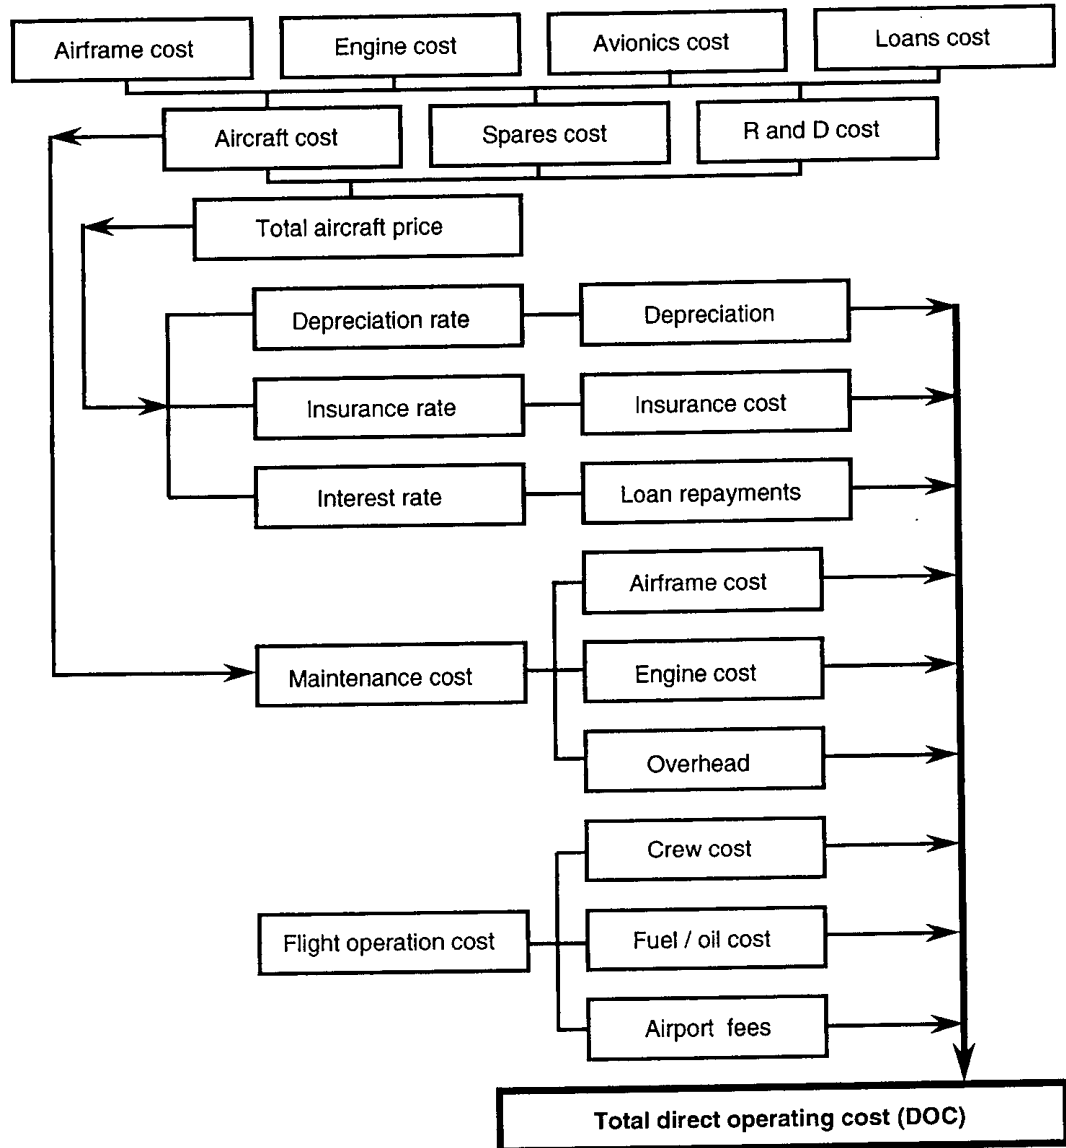 Airframe cost
Engine cost
Avionics cost
Loans cost
Aircraft cost
Spares cost
R and D cost
Total aircraft price
Depreciation rate
Depreciation
Insurance rate
Insurance cost
Interest rate
Loan repayments
Airframe cost
Maintenance cost
Engine cost
Overhead
Crew cost
Flight operation cost
Fuel / oil cost
Airport fees
Total direct operating cost (DOC)